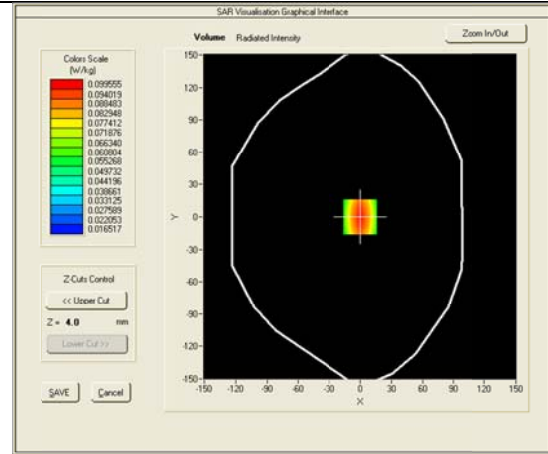 SAR Visualisation Graphical Interface
Volume Radiated Intensity
Zoom In/Out
Colors Scale
(W/kg)
0.099555
0.094019
0.088483
0.082948
0.077412
0.071876
0.066340
0.060804
0.055268
0.049732
0.044196
0.038661
0.033125
0.027589
0.022053
0.016517
Z-Cuts Control
<< Upper Cut
Z = 4.0 mm
Lower Cut >>
SAVE
Cancel
150-
120-
90-
60-
30-
0-
-30-
-60-
-90-
-120-
-150-
Y
-150 -120 -90 -60 -30 0 30 60 90 120 150
X